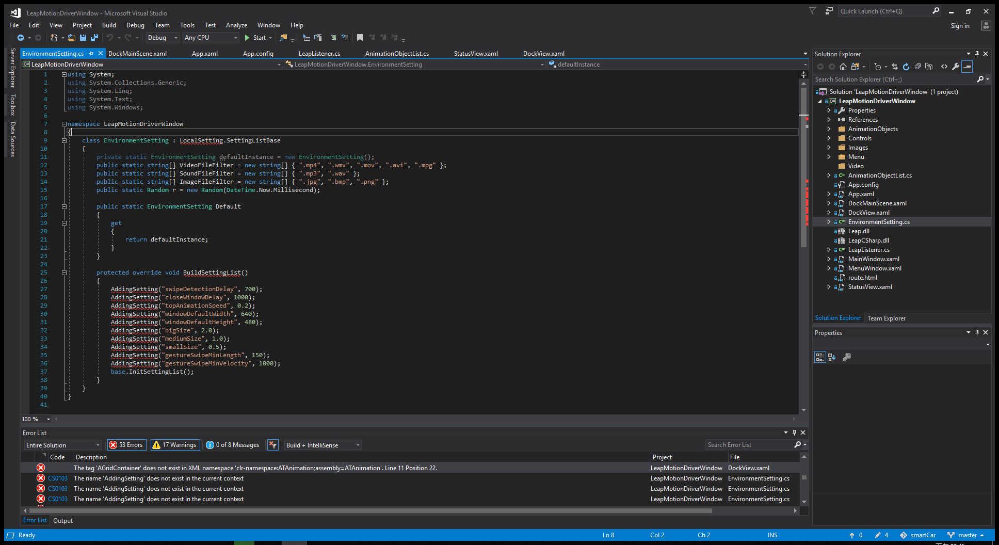 LeapMotionDriverWindow - Microsoft Visual Studio
Quick Launch (Ctrl+Q)
File Edit View Project Build Debug Team Tools Test Analyze Window Help
Sign in
Debug Any CPU Start
Server Explorer
Toolbox
Data Sources
EnvironmentSetting.cs DockMainScene.xaml App.xaml App.config LeapListener.cs AnimationObjectList.cs StatusView.xaml DockView.xaml
C# LeapMotionDriverWindow LeapMotionDriverWindow.EnvironmentSetting defaultInstance
1 using System;
2 using System.Collections.Generic;
3 using System.Linq;
4 using System.Text;
5 using System.Windows;
6
7 namespace LeapMotionDriverWindow
8 {
9 class EnvironmentSetting : LocalSetting.SettingListBase
10 {
11 private static EnvironmentSetting defaultInstance = new EnvironmentSetting();
12 public static string[] VideoFileFilter = new string[] { ".mp4", ".wmv", ".mov", ".avi", ".mpg" };
13 public static string[] SoundFileFilter = new string[] { ".mp3", ".wav" };
14 public static string[] ImageFileFilter = new string[] { ".jpg", ".bmp", ".png" };
15 public static Random r = new Random(DateTime.Now.Millisecond);
16
17 public static EnvironmentSetting Default
18 {
19 get
20 {
21 return defaultInstance;
22 }
23 }
24
25 protected override void BuildSettingList()
26 {
27 AddingSetting("swipeDetectionDelay", 700);
28 AddingSetting("closeWindowDelay", 1000);
29 AddingSetting("topAnimationSpeed", 0.2);
30 AddingSetting("windowDefaultWidth", 640);
31 AddingSetting("windowDefaultHeight", 480);
32 AddingSetting("bigSize", 2.0);
33 AddingSetting("mediumSize", 1.0);
34 AddingSetting("smallSize", 0.5);
35 AddingSetting("gestureSwipeMinLength", 150);
36 AddingSetting("gestureSwipeMinVelocity", 1000);
37 base.InitSettingList();
38 }
39 }
40 }
41
100 %
Solution Explorer
Search Solution Explorer (Ctrl+;)
Solution 'LeapMotionDriverWindow' (1 project)
C# LeapMotionDriverWindow
Properties
References
AnimationObjects
Controls
Images
Menu
Video
C# AnimationObjectList.cs
App.config
App.xaml
DockMainScene.xaml
DockView.xaml
C# EnvironmentSetting.cs
Leap.dll
LeapCSharp.dll
C# LeapListener.cs
MainWindow.xaml
MenuWindow.xaml
route.html
StatusView.xaml
Solution Explorer Team Explorer
Properties
Error List
Entire Solution 53 Errors 17 Warnings 0 of 8 Messages Build + IntelliSense Search Error List
Code Description Project File
The tag 'AGridContainer' does not exist in XML namespace 'clr-namespace:ATAnimation;assembly=ATAnimation'. Line 11 Position 22. LeapMotionDriverWindow DockView.xaml
CS0103 The name 'AddingSetting' does not exist in the current context LeapMotionDriverWindow EnvironmentSetting.cs
CS0103 The name 'AddingSetting' does not exist in the current context LeapMotionDriverWindow EnvironmentSetting.cs
CS0103 The name 'AddingSetting' does not exist in the current context LeapMotionDriverWindow EnvironmentSetting.cs
Error List Output
Ready Ln 8 Col 2 Ch 2 INS 0 4 smartCar master